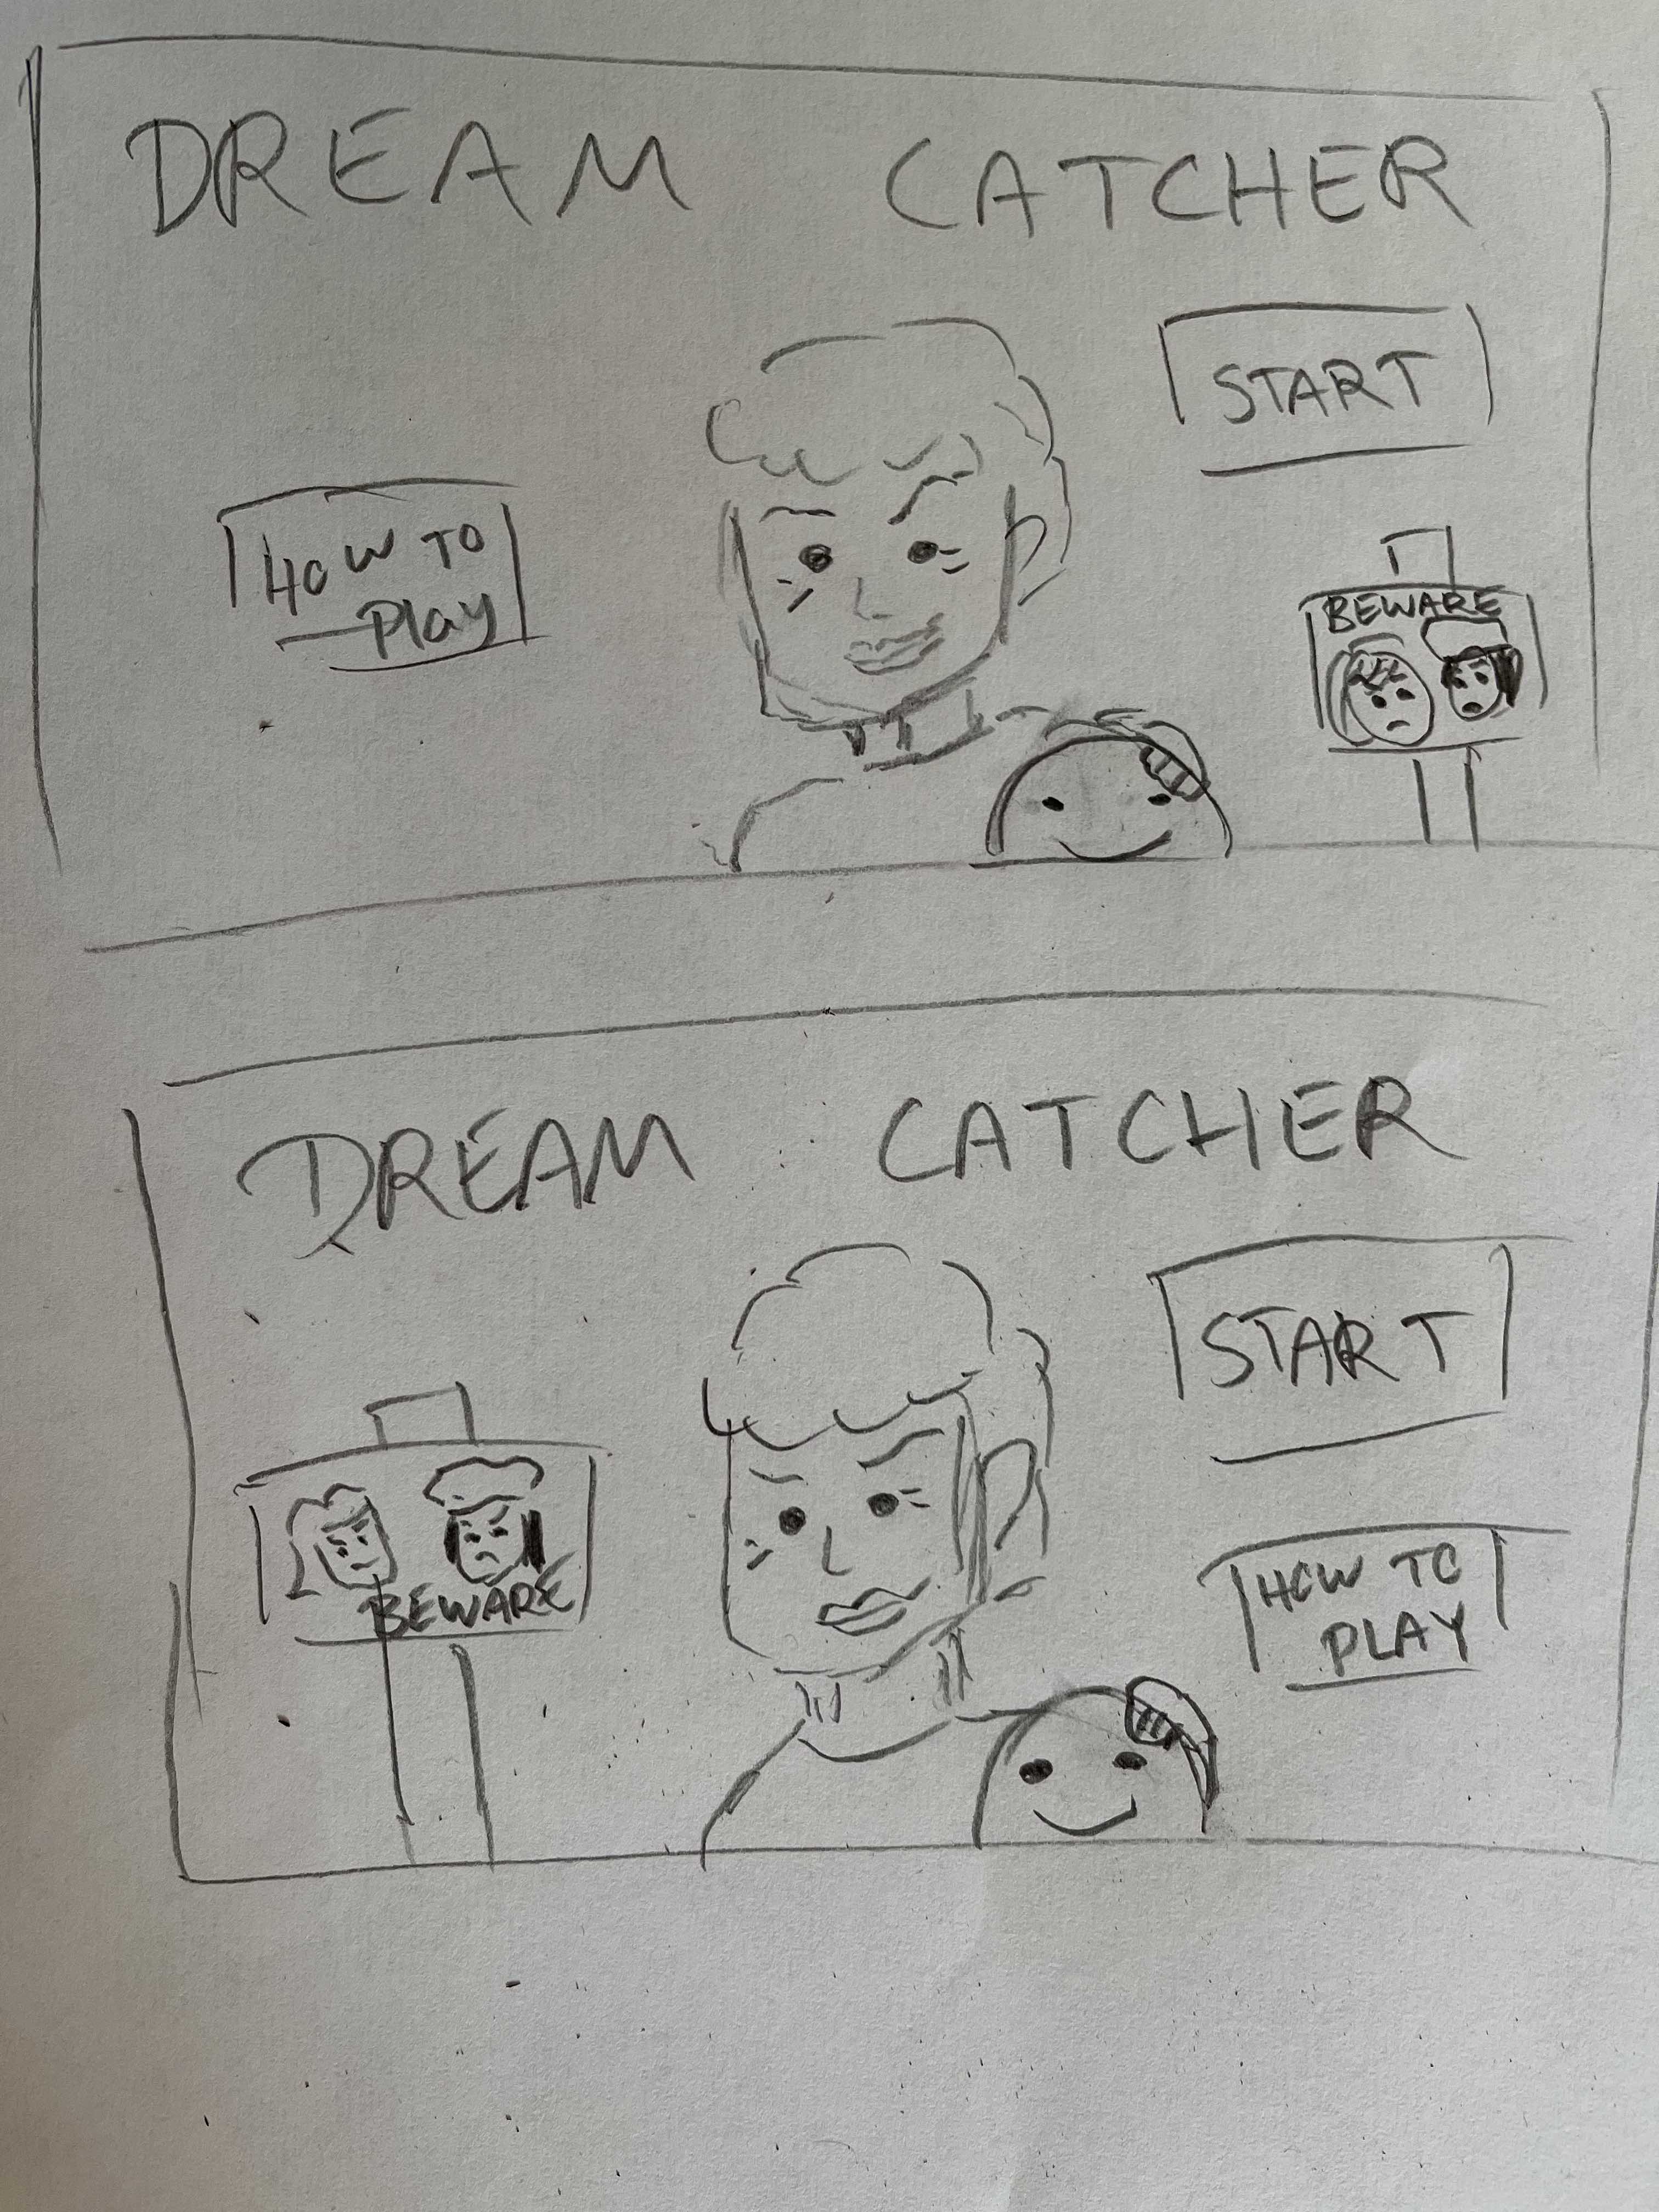 DREAM CATCHER
START
HOW TO
Play
BEWARE
DREAM CATCHER
START
BEWARE
HOW TO
PLAY